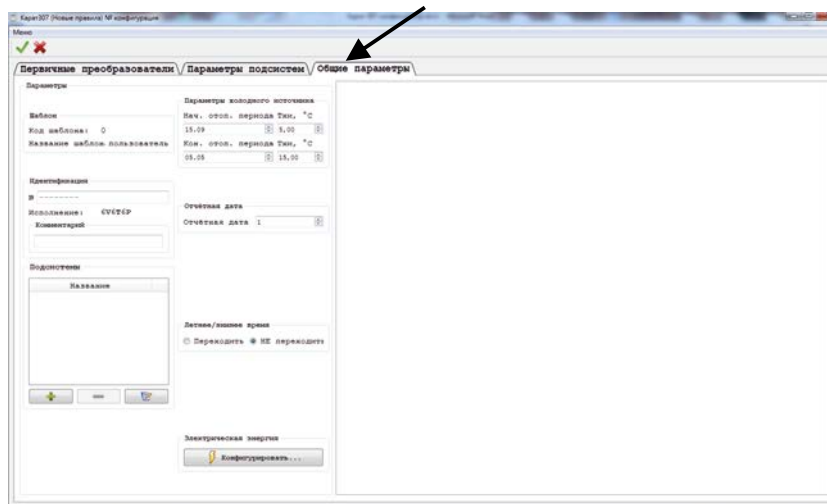 Карат307 (Новые правила) № конфигурация
Меню
Первичные преобразователи
Параметры подсистем
Общие параметры
Параметры
Шаблон
Код шаблона: 0
Название шаблон пользователь
Идентификация
№ --------
Исполнение: 6V6T6P
Комментарий
Подсистемы
Название
Параметры холодного источника
Нач. отоп. периода Тхи, °C
15.09 5,00
Кон. отоп. периода Тхи, °C
05.05 15,00
Отчётная дата
Отчётная дата 1
Летнее/зимнее время
Переходить НЕ переходить
Электрическая энергия
Конфигурировать...